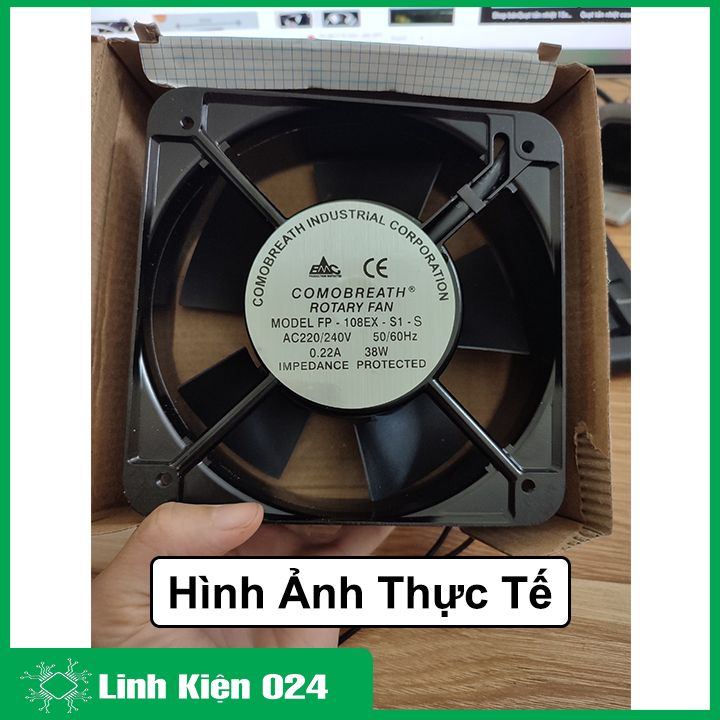 COMOBREATH INDUSTRIAL CORPORATION
EMC
CE
COMOBREATH®
ROTARY FAN
MODEL FP - 108EX - S1 - S
AC220/240V 50/60Hz
0.22A 38W
IMPEDANCE PROTECTED
Hình Ảnh Thực Tế
Linh Kiện 024